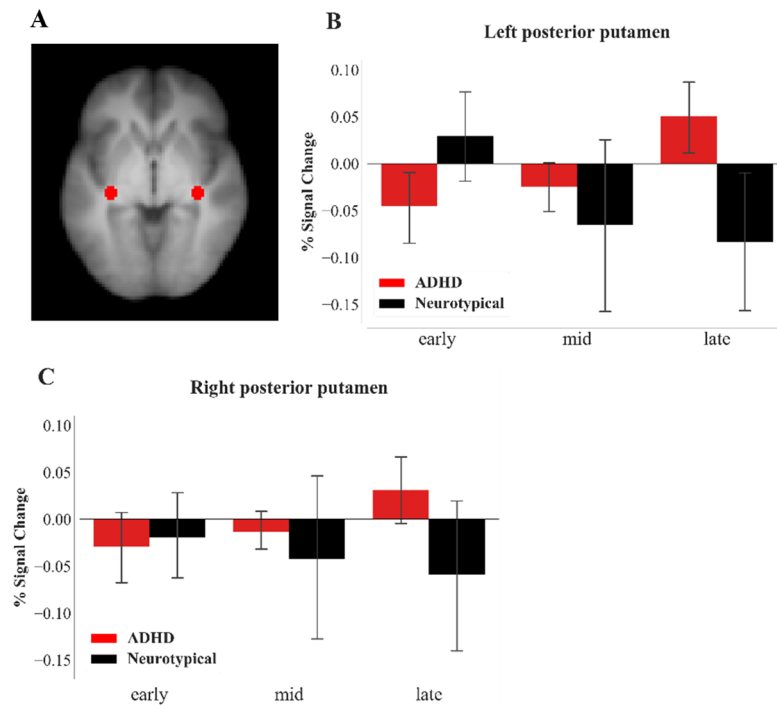 A
B
Left posterior putamen
% Signal Change
0.10
0.05
0.00
−0.05
−0.10
−0.15
ADHD
Neurotypical
early mid late
C
Right posterior putamen
% Signal Change
0.10
0.05
0.00
−0.05
−0.10
−0.15
ADHD
Neurotypical
early mid late